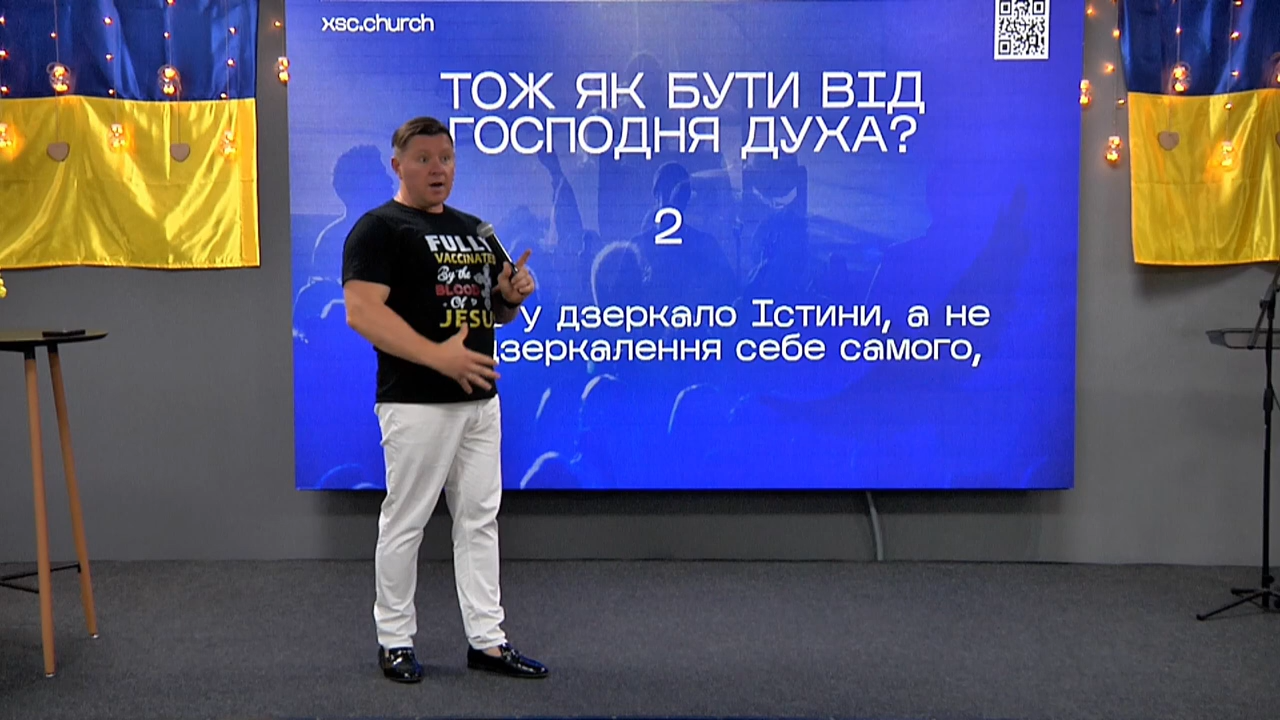 xsc.church
ТОЖ ЯК БУТИ ВІД
ГОСПОДНЯ ДУХА?
2
у дзеркало Істини, а не
дзеркалення себе самого,
FULLY
VACCINATED
By the
BLOOD
Of
JESUS